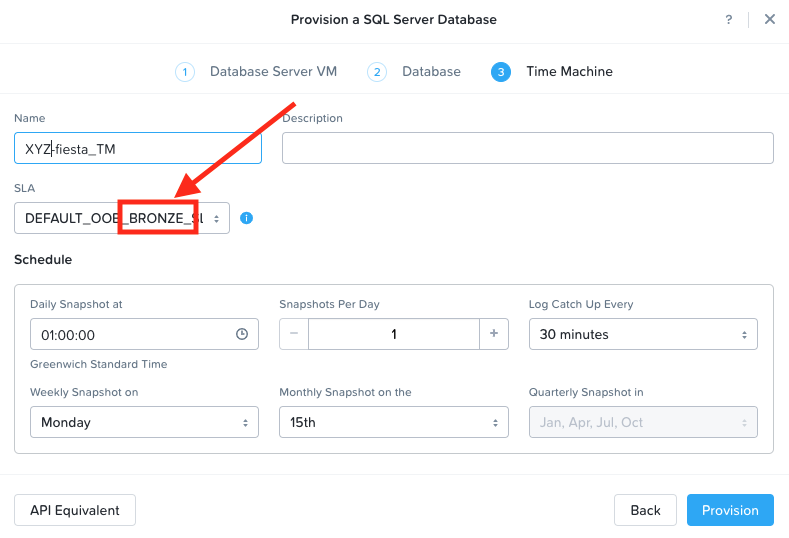 Provision a SQL Server Database
?
1 Database Server VM 2 Database 3 Time Machine
Name Description
XYZ-fiesta_TM
SLA
DEFAULT_OOB_BRONZE_SL
i
Schedule
Daily Snapshot at Snapshots Per Day Log Catch Up Every
01:00:00 − 1 + 30 minutes
Greenwich Standard Time
Weekly Snapshot on Monthly Snapshot on the Quarterly Snapshot in
Monday 15th Jan, Apr, Jul, Oct
API Equivalent Back Provision